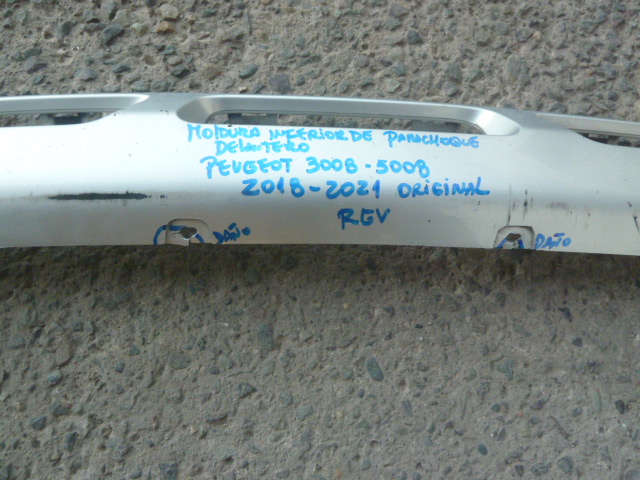 MOLDURA INFERIOR DE PARACHOQUE
DELANTERO
PEUGEOT 3008-5008
2018-2021 ORIGINAL
REV
DAÑO
DAÑO